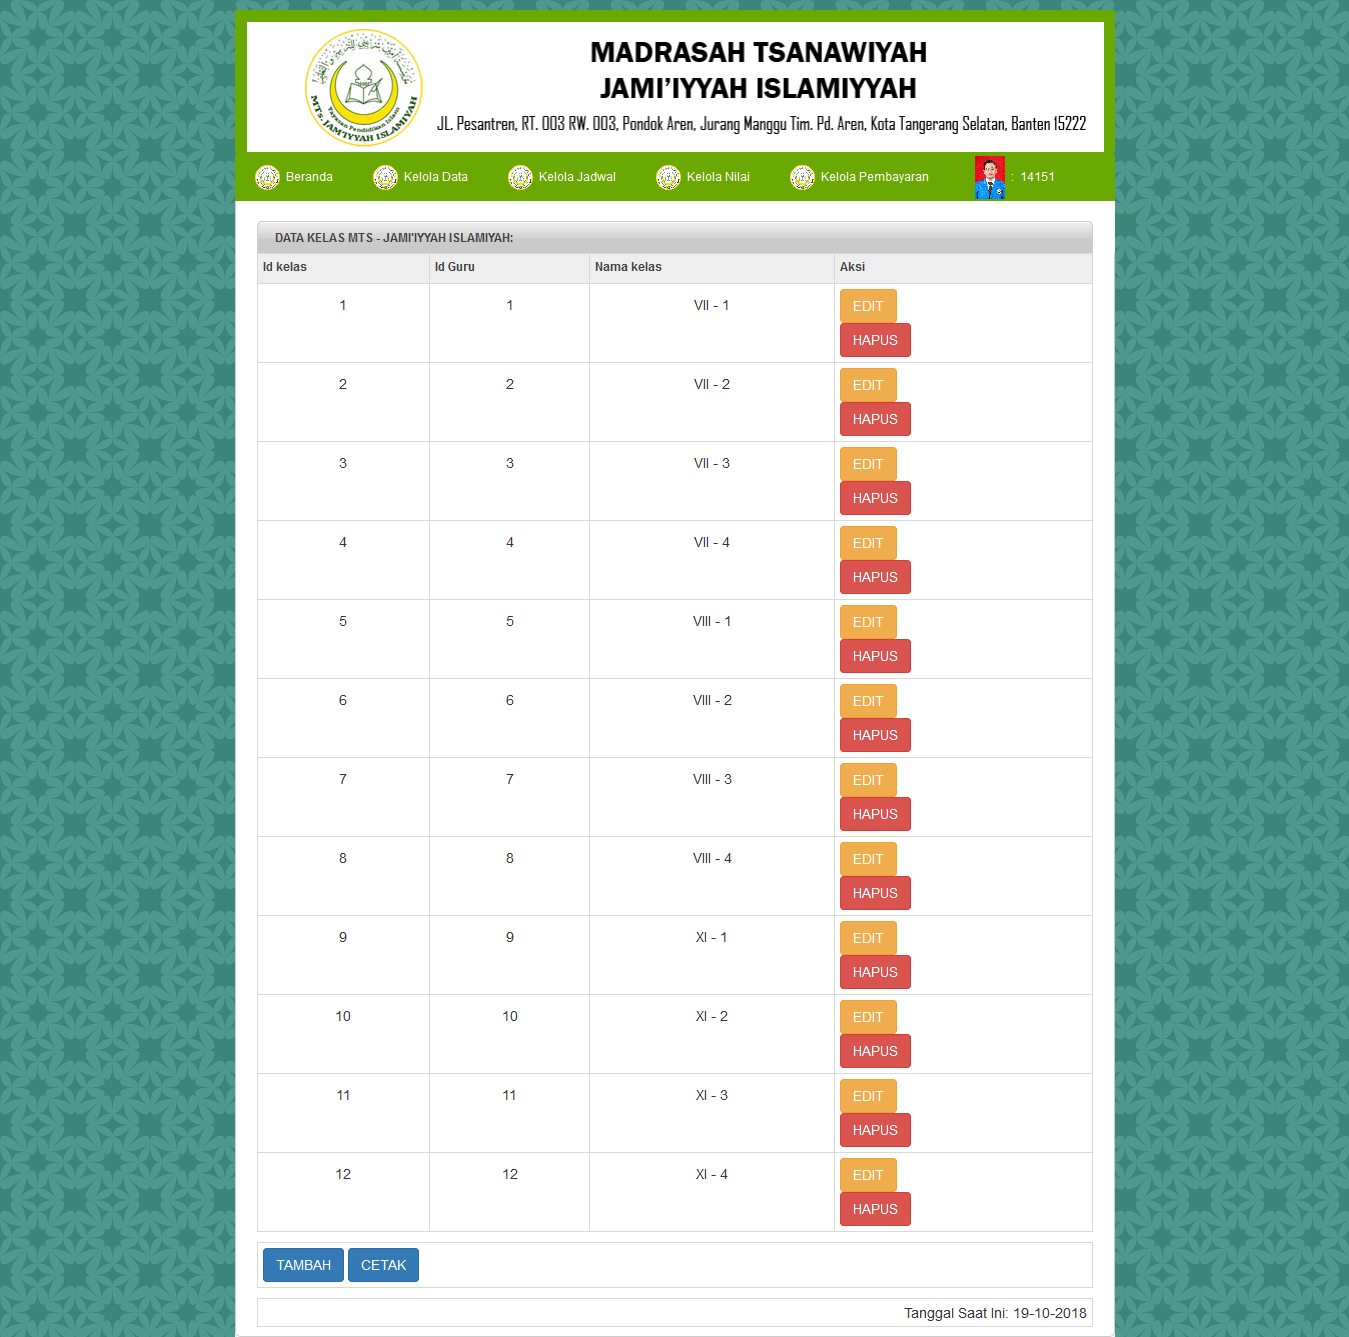 MTs. JAM'IYYAH ISLAMIYAH
Yayasan Pendidikan Islam
MADRASAH TSANAWIYAH
JAMI'IYYAH ISLAMIYYAH
JL. Pesantren, RT. 003 RW. 003, Pondok Aren, Jurang Manggu Tim. Pd. Aren, Kota Tangerang Selatan, Banten 15222
Beranda Kelola Data Kelola Jadwal Kelola Nilai Kelola Pembayaran : 14151
DATA KELAS MTS - JAMI'IYYAH ISLAMIYAH:
Id kelas Id Guru Nama kelas Aksi
1 1 VII - 1 EDIT
HAPUS
2 2 VII - 2 EDIT
HAPUS
3 3 VII - 3 EDIT
HAPUS
4 4 VII - 4 EDIT
HAPUS
5 5 VIII - 1 EDIT
HAPUS
6 6 VIII - 2 EDIT
HAPUS
7 7 VIII - 3 EDIT
HAPUS
8 8 VIII - 4 EDIT
HAPUS
9 9 XI - 1 EDIT
HAPUS
10 10 XI - 2 EDIT
HAPUS
11 11 XI - 3 EDIT
HAPUS
12 12 XI - 4 EDIT
HAPUS
TAMBAH CETAK
Tanggal Saat Ini: 19-10-2018